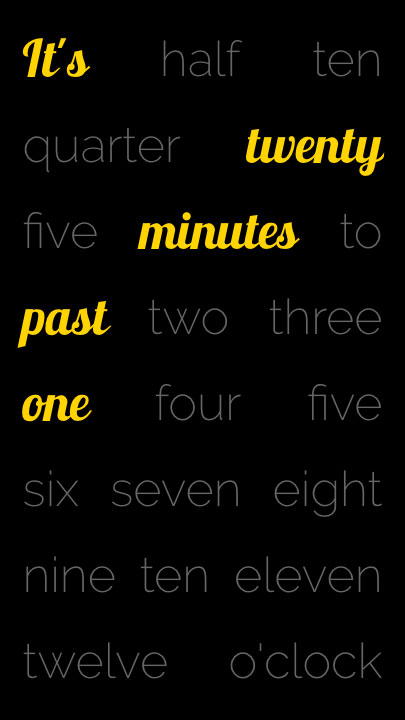 It's half ten
quarter twenty
five minutes to
past two three
one four five
six seven eight
nine ten eleven
twelve o'clock